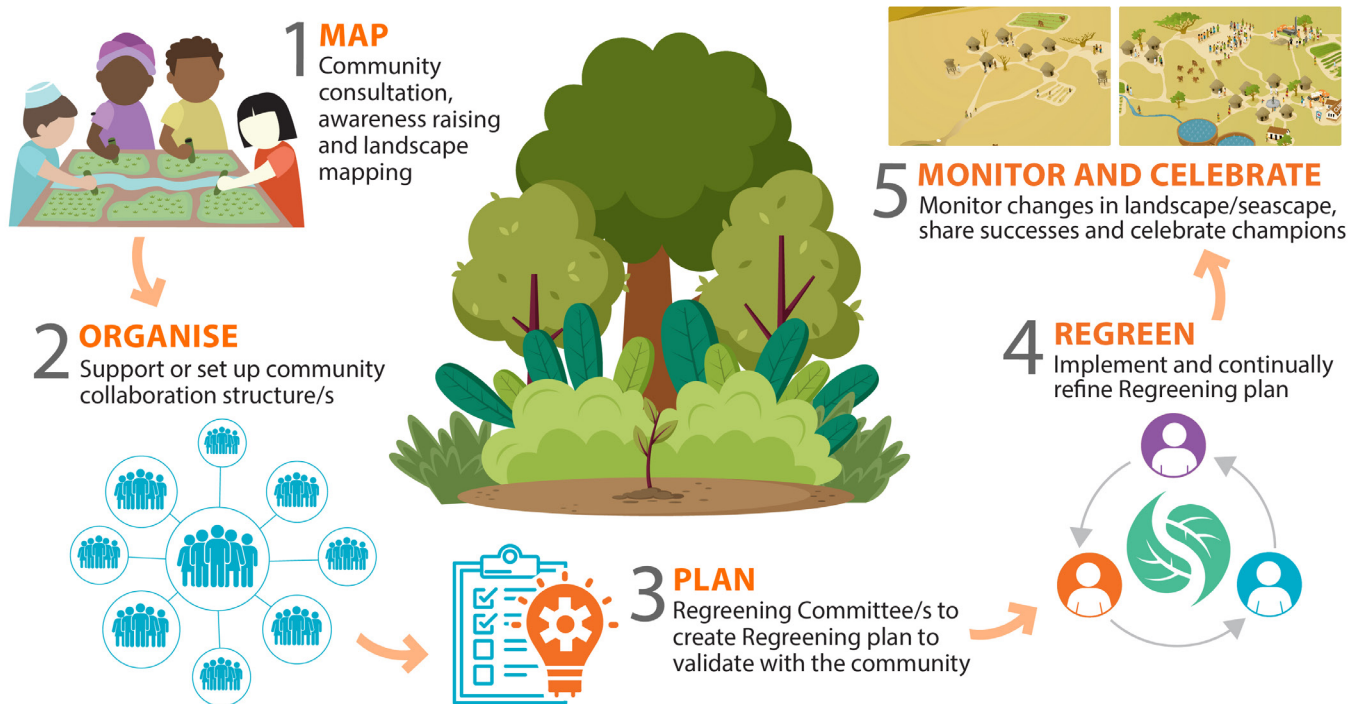 1 MAP
Community
consultation,
awareness raising
and landscape
mapping
2 ORGANISE
Support or set up community
collaboration structure/s
3 PLAN
Regreening Committee/s to
create Regreening plan to
validate with the community
4 REGREEN
Implement and continually
refine Regreening plan
5 MONITOR AND CELEBRATE
Monitor changes in landscape/seascape,
share successes and celebrate champions